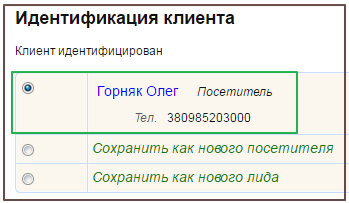 Идентификация клиента
Клиент идентифицирован
Горняк Олег Посетитель
Тел. 380985203000
Сохранить как нового посетителя
Сохранить как нового лида